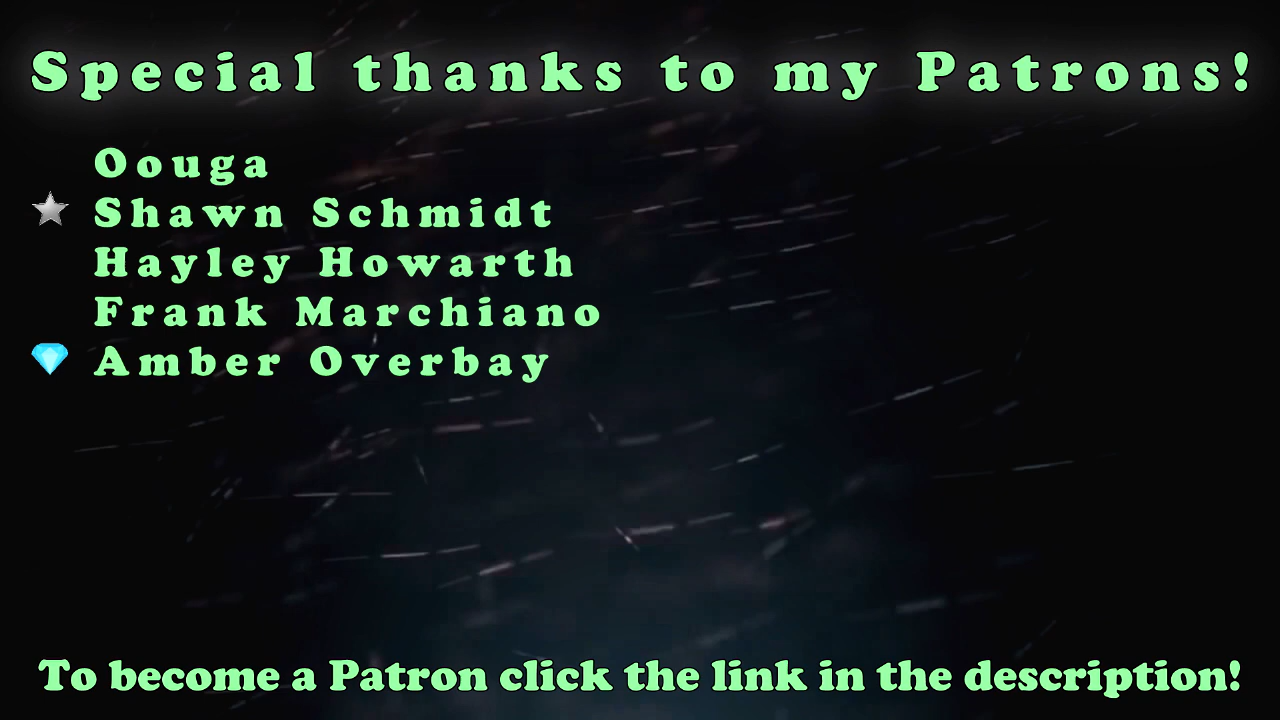 Special thanks to my Patrons!
Oouga
Shawn Schmidt
Hayley Howarth
Frank Marchiano
Amber Overbay
To become a Patron click the link in the description!